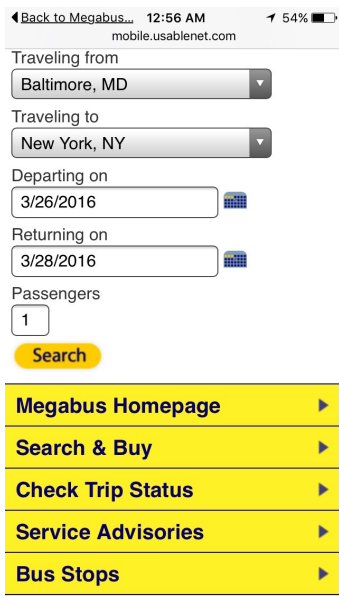 Back to Megabus... 12:56 AM 54%
mobile.usablenet.com
Traveling from
Baltimore, MD
Traveling to
New York, NY
Departing on
3/26/2016
Returning on
3/28/2016
Passengers
1
Search
Megabus Homepage
Search & Buy
Check Trip Status
Service Advisories
Bus Stops